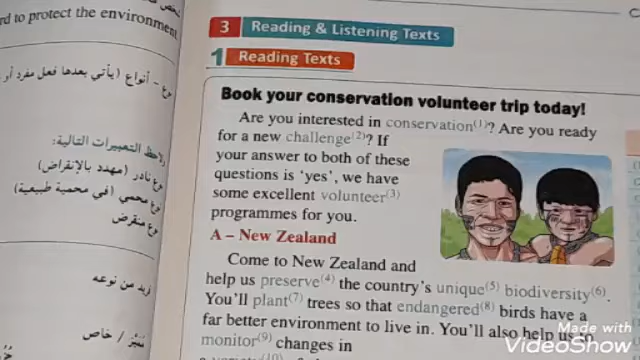 rd to protect the environment
وع - أنواع (يأتي بعدها فعل مفرد أو
لاحظ التعبيرات التالية:
وع نادر (مهدد بالإنقراض)
وع محمي (في محمية طبيعية)
وع منقرض
فريد من نوعه
مميز / خاص
3 Reading & Listening Texts
1 Reading Texts
Book your conservation volunteer trip today!
Are you interested in conservation(1)? Are you ready
for a new challenge(2)? If
your answer to both of these
questions is 'yes', we have
some excellent volunteer(3)
programmes for you.
A – New Zealand
Come to New Zealand and
help us preserve(4) the country's unique(5) biodiversity(6).
You'll plant(7) trees so that endangered(8) birds have a
far better environment to live in. You'll also help us
monitor(9) changes in
Made with
VideoShow